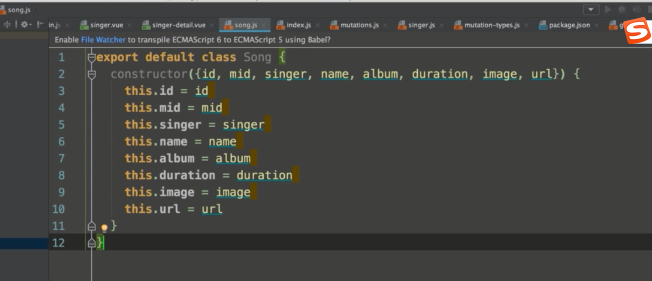 song.js
in.js × singer.vue × singer-detail.vue × song.js × index.js × mutations.js × singer.js × mutation-types.js × package.json × g
Enable File Watcher to transpile ECMAScript 6 to ECMAScript 5 using Babel?
1 export default class Song {
2 constructor({id, mid, singer, name, album, duration, image, url}) {
3 this.id = id
4 this.mid = mid
5 this.singer = singer
6 this.name = name
7 this.album = album
8 this.duration = duration
9 this.image = image
10 this.url = url
11 }
12 }